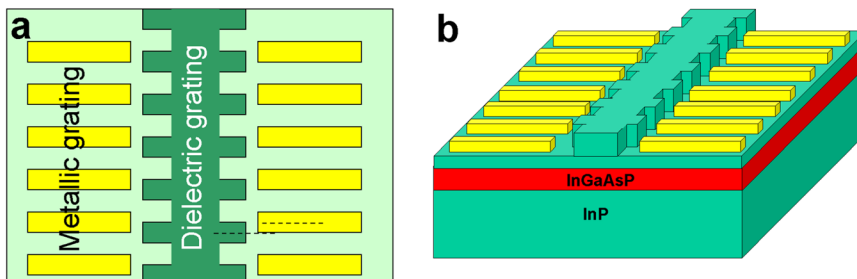 a
Metallic grating
Dielectric grating
b
InGaAsP
InP